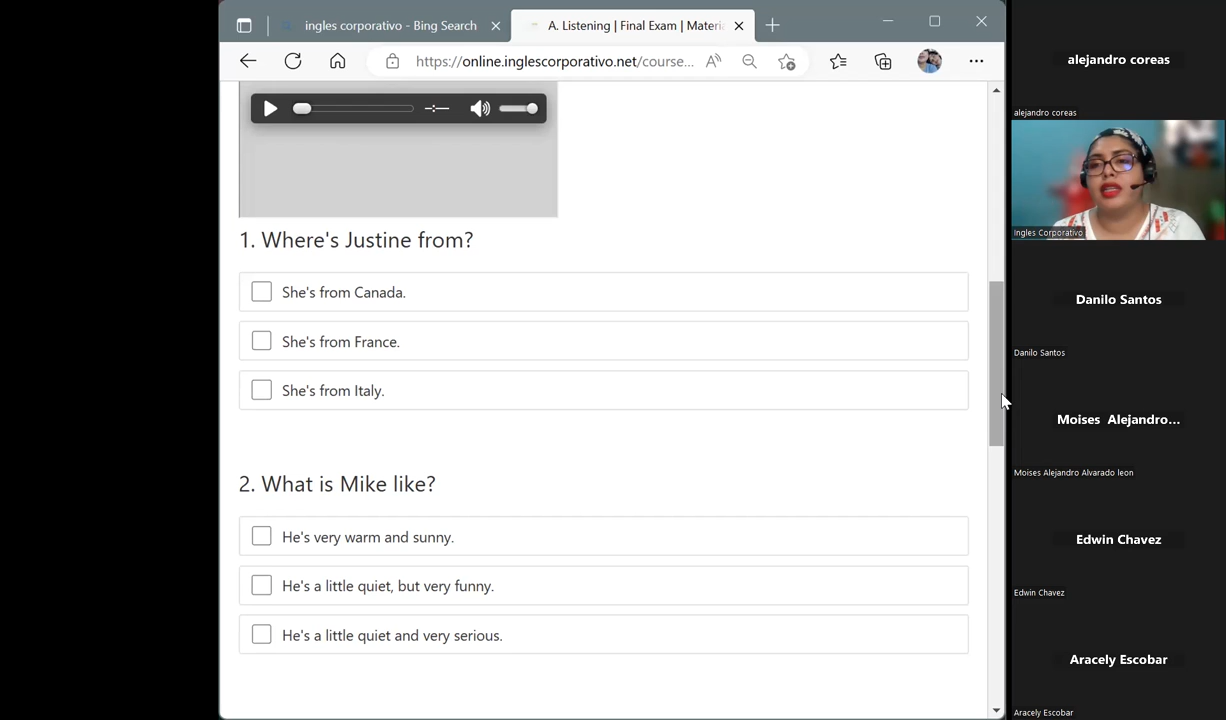 ingles corporativo - Bing Search
A. Listening | Final Exam | Materi
https://online.inglescorporativo.net/course...
1. Where's Justine from?
She's from Canada.
She's from France.
She's from Italy.
2. What is Mike like?
He's very warm and sunny.
He's a little quiet, but very funny.
He's a little quiet and very serious.
alejandro coreas
alejandro coreas
Ingles Corporativo
Danilo Santos
Danilo Santos
Moises Alejandro...
Moises Alejandro Alvarado leon
Edwin Chavez
Edwin Chavez
Aracely Escobar
Aracely Escobar